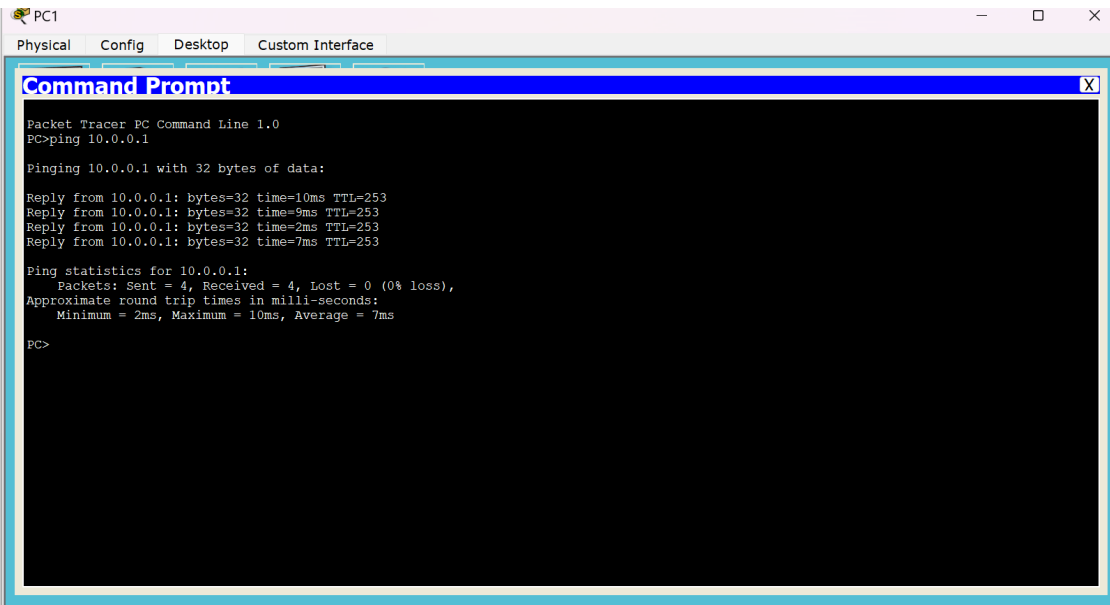 PC1
Physical Config Desktop Custom Interface
Command Prompt X
Packet Tracer PC Command Line 1.0
PC>ping 10.0.0.1
Pinging 10.0.0.1 with 32 bytes of data:
Reply from 10.0.0.1: bytes=32 time=10ms TTL=253
Reply from 10.0.0.1: bytes=32 time=9ms TTL=253
Reply from 10.0.0.1: bytes=32 time=2ms TTL=253
Reply from 10.0.0.1: bytes=32 time=7ms TTL=253
Ping statistics for 10.0.0.1:
Packets: Sent = 4, Received = 4, Lost = 0 (0% loss),
Approximate round trip times in milli-seconds:
Minimum = 2ms, Maximum = 10ms, Average = 7ms
PC>